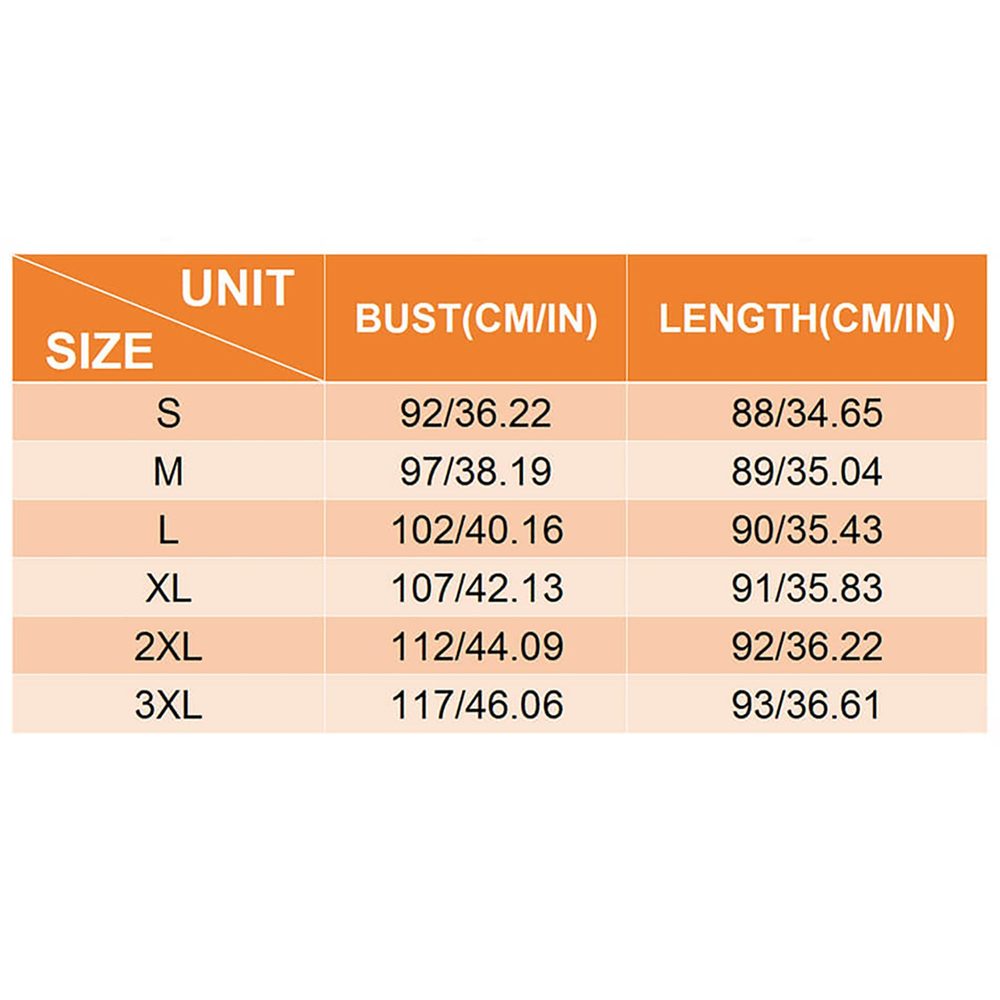 UNIT
SIZE
BUST(CM/IN) LENGTH(CM/IN)
S 92/36.22 88/34.65
M 97/38.19 89/35.04
L 102/40.16 90/35.43
XL 107/42.13 91/35.83
2XL 112/44.09 92/36.22
3XL 117/46.06 93/36.61